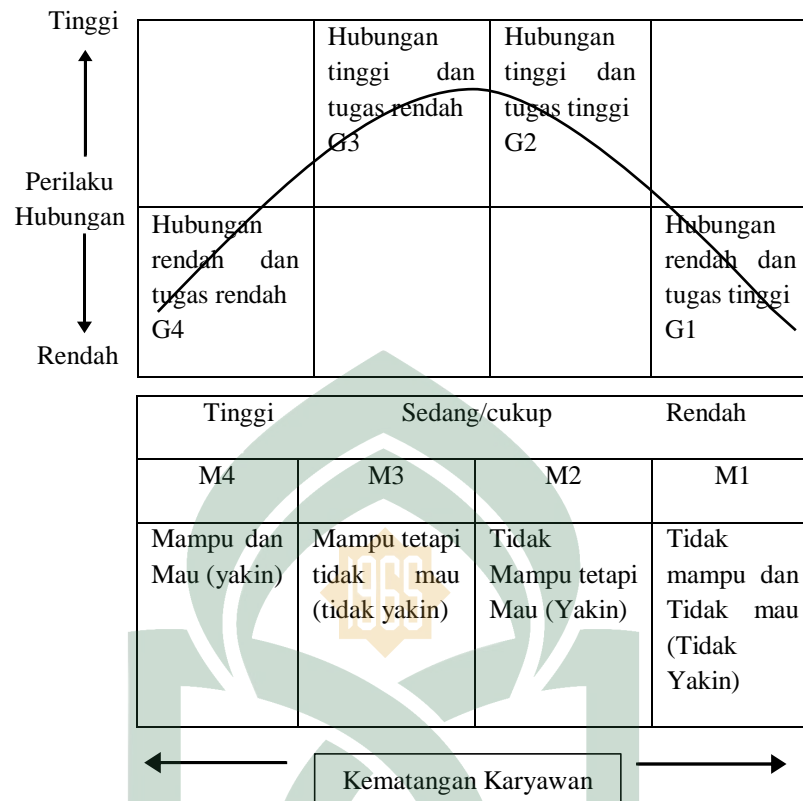 Tinggi
Perilaku
Hubungan
Rendah
Hubungan
tinggi dan
tugas rendah
G3
Hubungan
tinggi dan
tugas tinggi
G2
Hubungan
rendah dan
tugas rendah
G4
Hubungan
rendah dan
tugas tinggi
G1
Tinggi Sedang/cukup Rendah
M4 M3 M2 M1
Mampu dan
Mau (yakin)
Mampu tetapi
tidak mau
(tidak yakin)
Tidak
Mampu tetapi
Mau (Yakin)
Tidak
mampu dan
Tidak mau
(Tidak
Yakin)
1965
Kematangan Karyawan